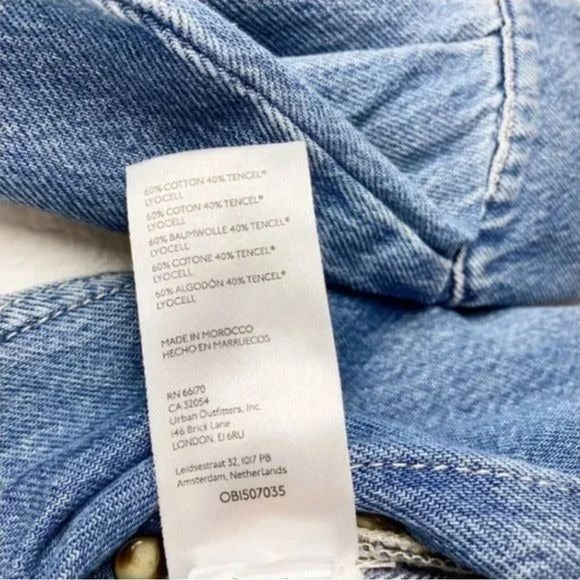 60% COTTON 40% TENCEL®
LYOCELL
60% COTON 40% TENCEL®
LYOCELL
60% BAUMWOLLE 40% TENCEL®
LYOCELL
60% COTONE 40% TENCEL®
LYOCELL
60% ALGODÓN 40% TENCEL®
LYOCELL
MADE IN MOROCCO
HECHO EN MARRUECOS
RN 66170
CA 32054
Urban Outfitters, Inc.
146 Brick Lane
LONDON, E1 6RU
Leidsestraat 32, 1017 PB
Amsterdam, Netherlands
OB1507035